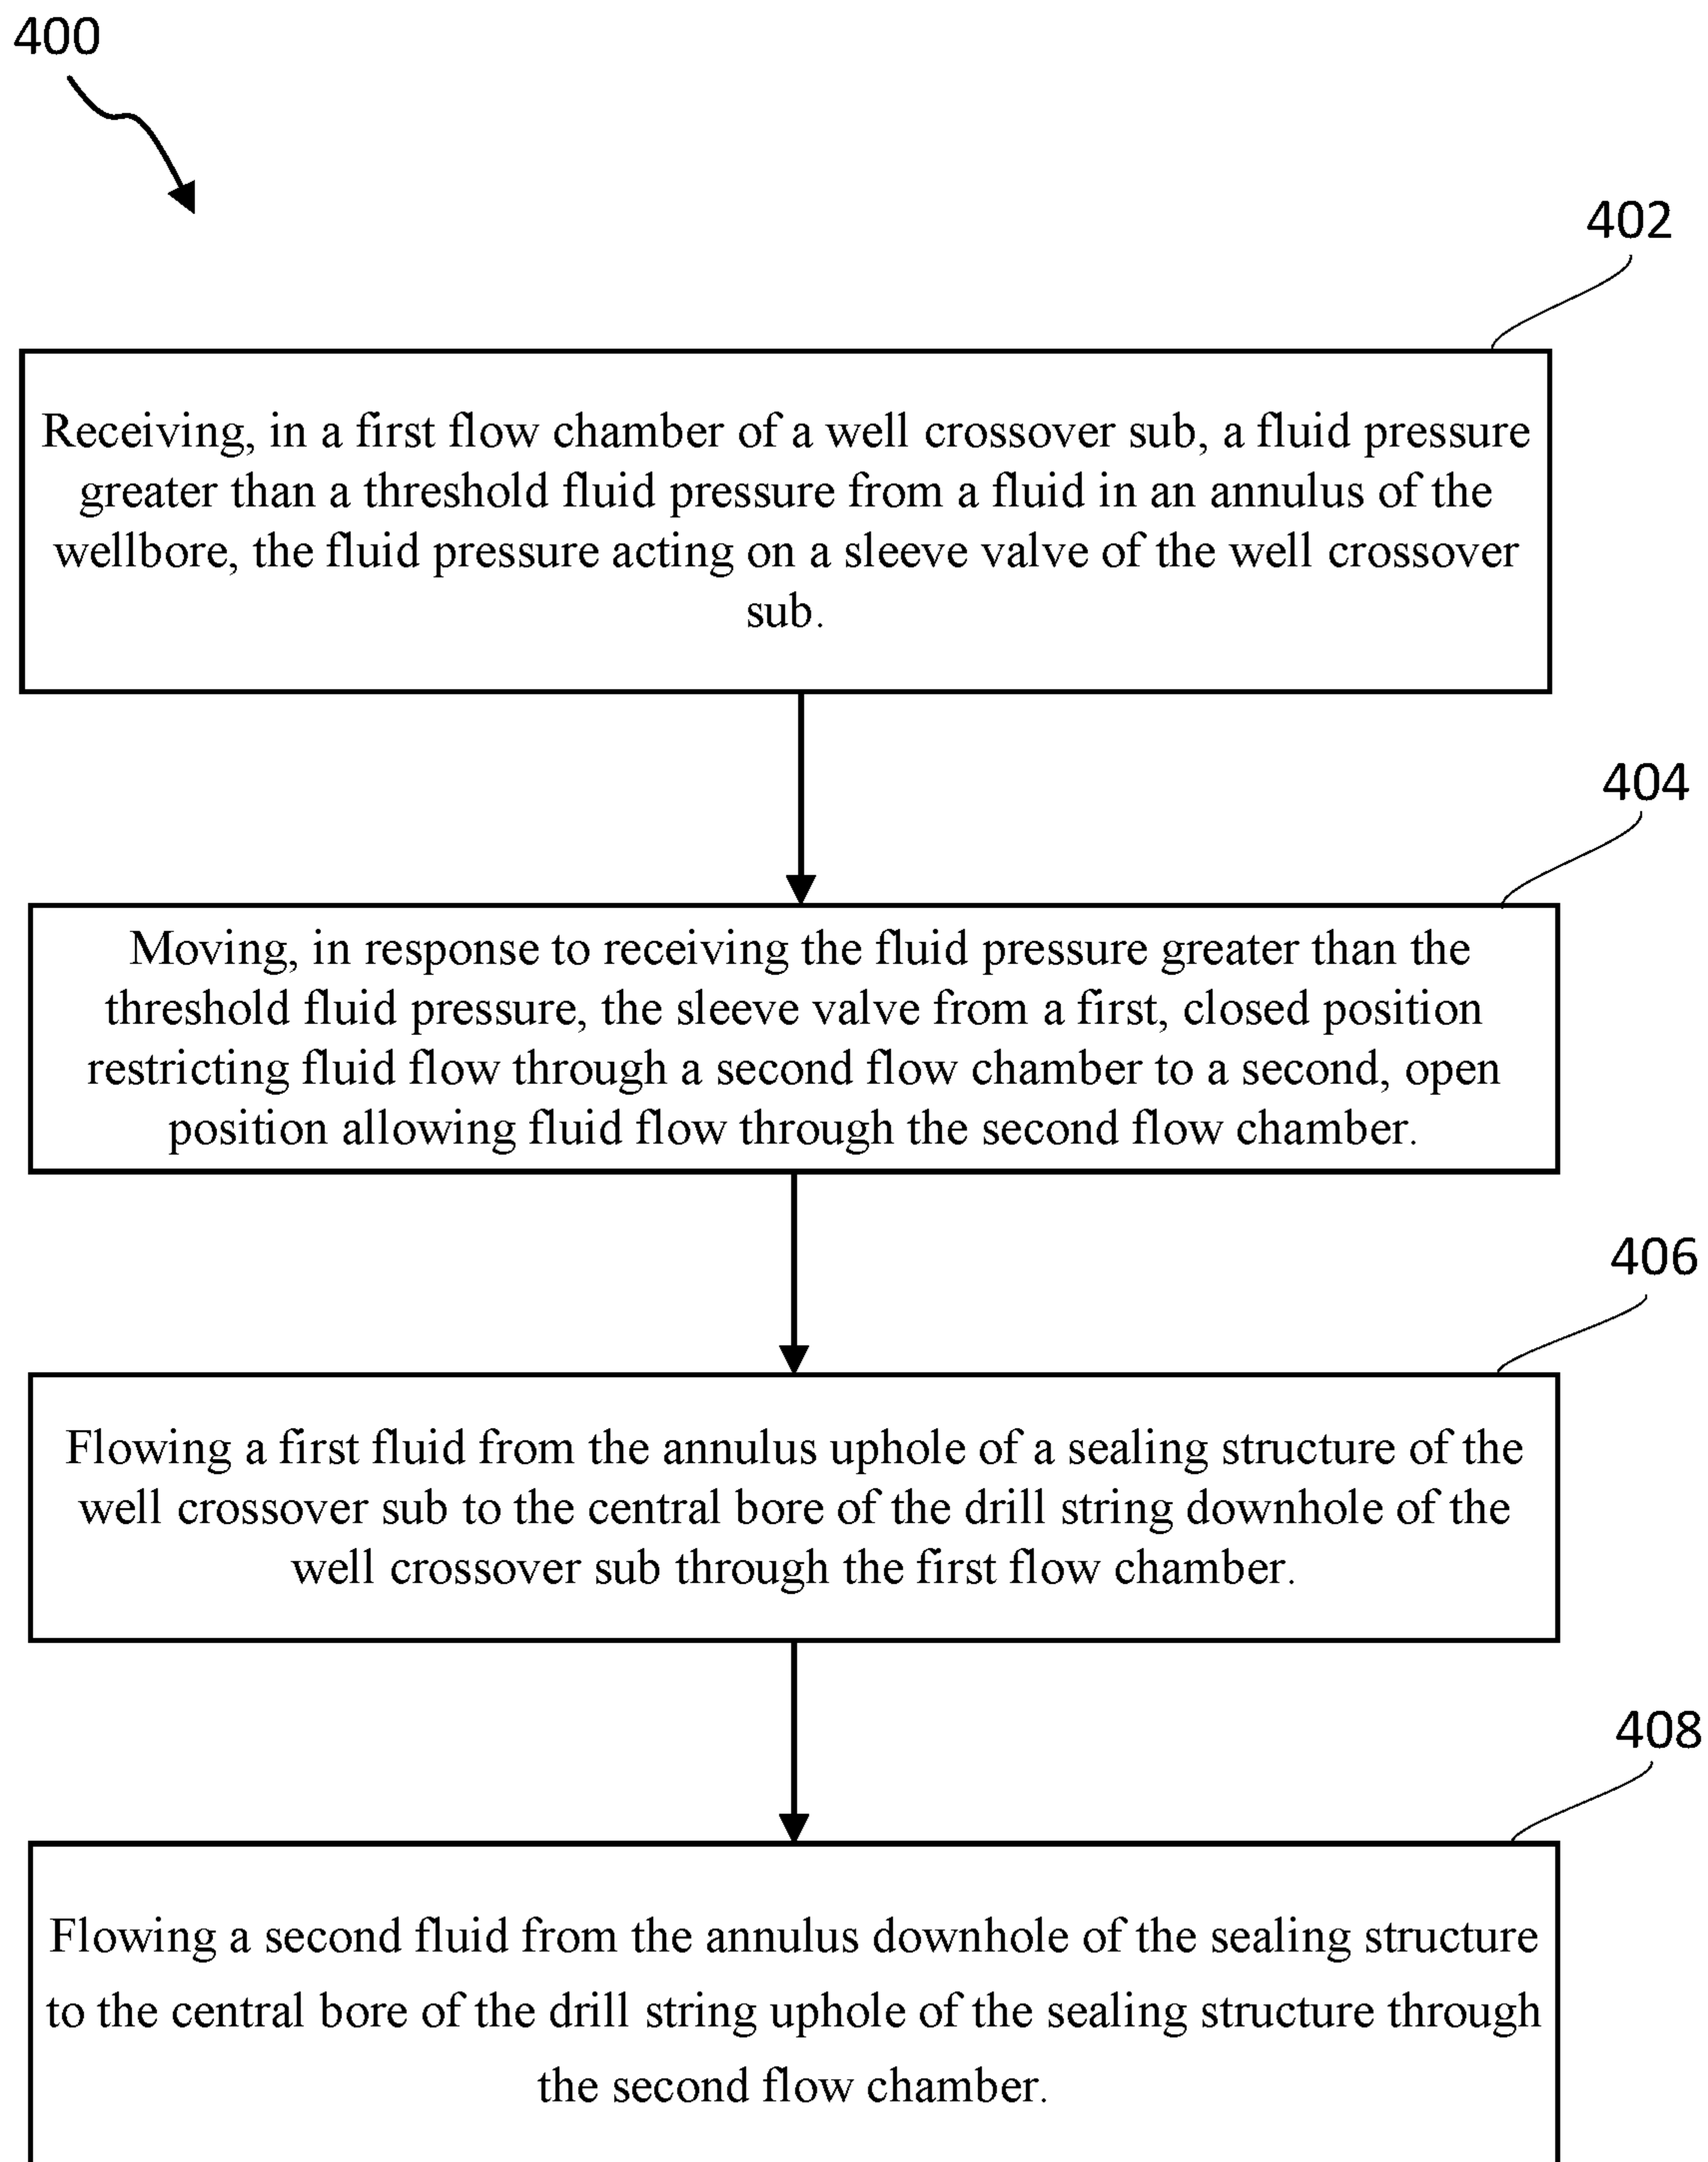 400
402
Receiving, in a first flow chamber of a well crossover sub, a fluid pressure
greater than a threshold fluid pressure from a fluid in an annulus of the
wellbore, the fluid pressure acting on a sleeve valve of the well crossover
sub.
404
Moving, in response to receiving the fluid pressure greater than the
threshold fluid pressure, the sleeve valve from a first, closed position
restricting fluid flow through a second flow chamber to a second, open
position allowing fluid flow through the second flow chamber.
406
Flowing a first fluid from the annulus uphole of a sealing structure of the
well crossover sub to the central bore of the drill string downhole of the
well crossover sub through the first flow chamber.
408
Flowing a second fluid from the annulus downhole of the sealing structure
to the central bore of the drill string uphole of the sealing structure through
the second flow chamber.